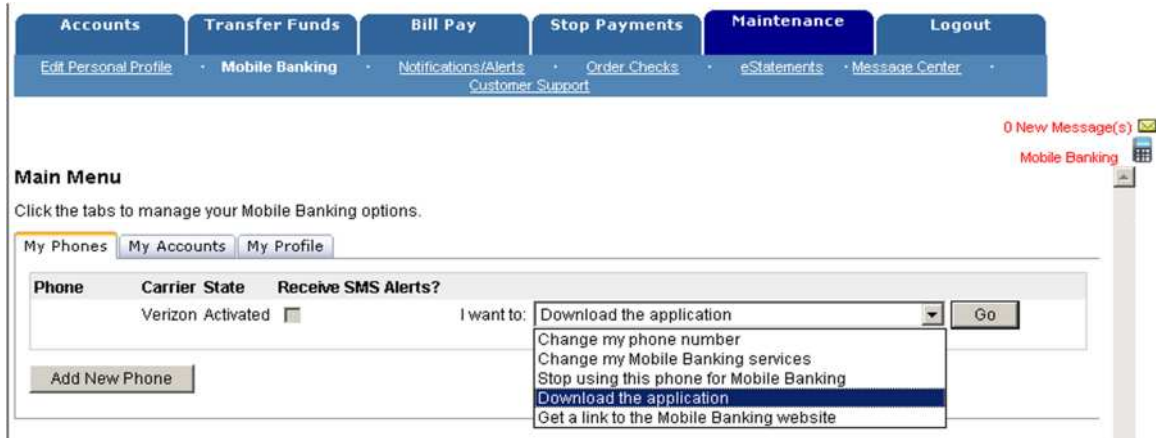 Accounts Transfer Funds Bill Pay Stop Payments Maintenance Logout
Edit Personal Profile · Mobile Banking · Notifications/Alerts · Order Checks · eStatements · Message Center ·
Customer Support
0 New Message(s)
Mobile Banking
Main Menu
Click the tabs to manage your Mobile Banking options.
My Phones My Accounts My Profile
Phone Carrier State Receive SMS Alerts?
Verizon Activated I want to: Download the application Go
Change my phone number
Change my Mobile Banking services
Add New Phone Stop using this phone for Mobile Banking
Download the application
Get a link to the Mobile Banking website